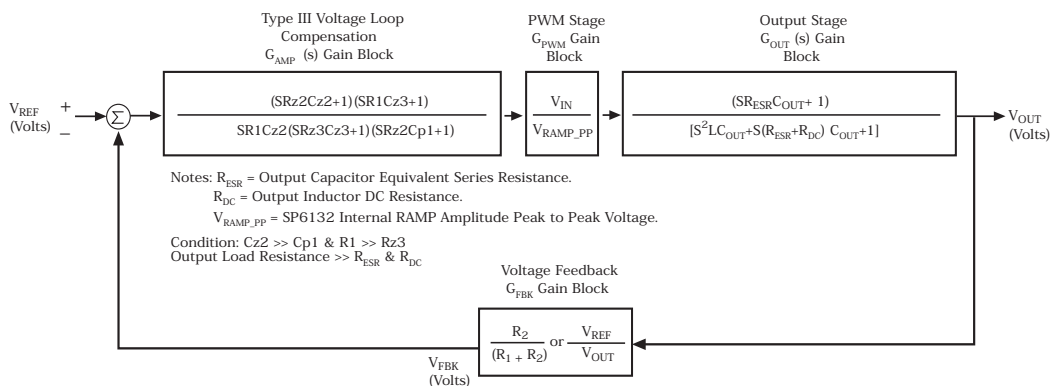 Type III Voltage Loop
Compensation
G_AMP (s) Gain Block
PWM Stage
G_PWM Gain
Block
Output Stage
G_OUT (s) Gain
Block
V_REF
(Volts)
+
−
Σ
(SRz2Cz2+1)(SR1Cz3+1)
SR1Cz2(SRz3Cz3+1)(SRz2Cp1+1)
V_IN
V_RAMP_PP
(SR_ESRC_OUT+ 1)
[S^2LC_OUT+S(R_ESR+R_DC) C_OUT+1]
V_OUT
(Volts)
Notes: R_ESR = Output Capacitor Equivalent Series Resistance.
R_DC = Output Inductor DC Resistance.
V_RAMP_PP = SP6132 Internal RAMP Amplitude Peak to Peak Voltage.
Condition: Cz2 >> Cp1 & R1 >> Rz3
Output Load Resistance >> R_ESR & R_DC
Voltage Feedback
G_FBK Gain Block
R_2
(R_1 + R_2)
or
V_REF
V_OUT
V_FBK
(Volts)